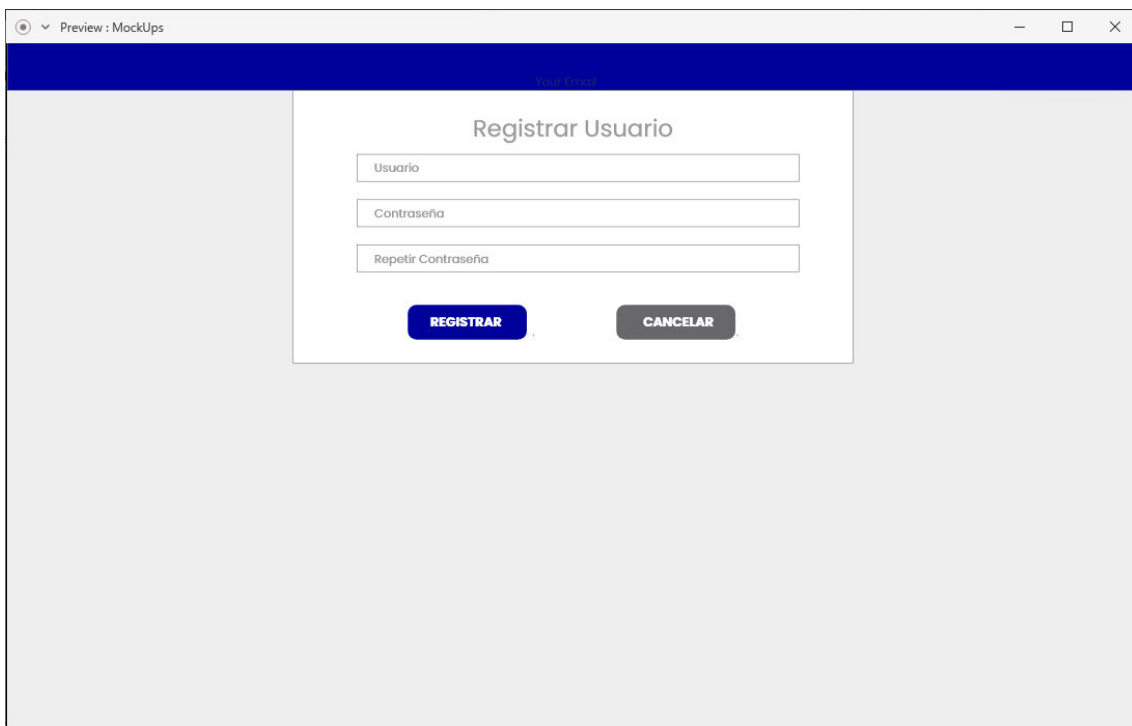 Preview : MockUps
Your Email
Registrar Usuario
Usuario
Contraseña
Repetir Contraseña
REGISTRAR
CANCELAR